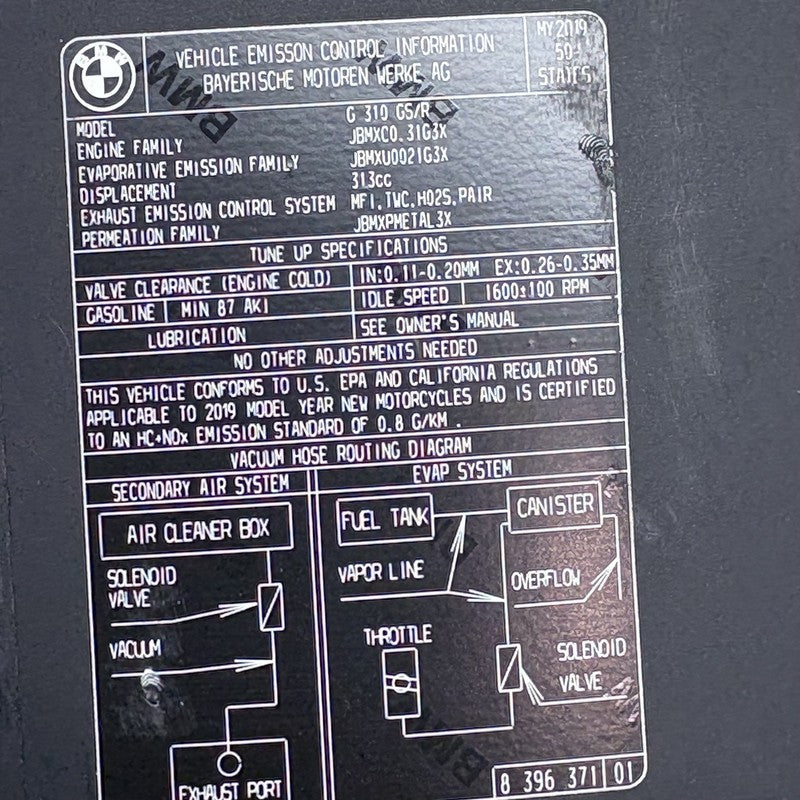 BMW
VEHICLE EMISSON CONTROL INFORMATION
BAYERISCHE MOTOREN WERKE AG
MY2019
50
STATES
MODEL G 310 GS/R
ENGINE FAMILY JBMXC0.31G3X
EVAPORATIVE EMISSION FAMILY JBMXU0021G3X
DISPLACEMENT 313cc
EXHAUST EMISSION CONTROL SYSTEM MFI,TWC,HO2S,PAIR
PERMEATION FAMILY JBMXPMETAL3X
TUNE UP SPECIFICATIONS
VALVE CLEARANCE (ENGINE COLD) IN:0.11-0.20MM EX:0.26-0.35MM
GASOLINE MIN 87 AKI IDLE SPEED 1600±100 RPM
LUBRICATION SEE OWNER'S MANUAL
NO OTHER ADJUSTMENTS NEEDED
THIS VEHICLE CONFORMS TO U.S. EPA AND CALIFORNIA REGULATIONS
APPLICABLE TO 2019 MODEL YEAR NEW MOTORCYCLES AND IS CERTIFIED
TO AN HC+NOx EMISSION STANDARD OF 0.8 G/KM.
VACUUM HOSE ROUTING DIAGRAM
SECONDARY AIR SYSTEM
EVAP SYSTEM
AIR CLEANER BOX
SOLENOID
VALVE
VACUUM
EXHAUST PORT
FUEL TANK
CANISTER
VAPOR LINE
OVERFLOW
THROTTLE
SOLENOID
VALVE
8 396 371 01
BMW
BMW